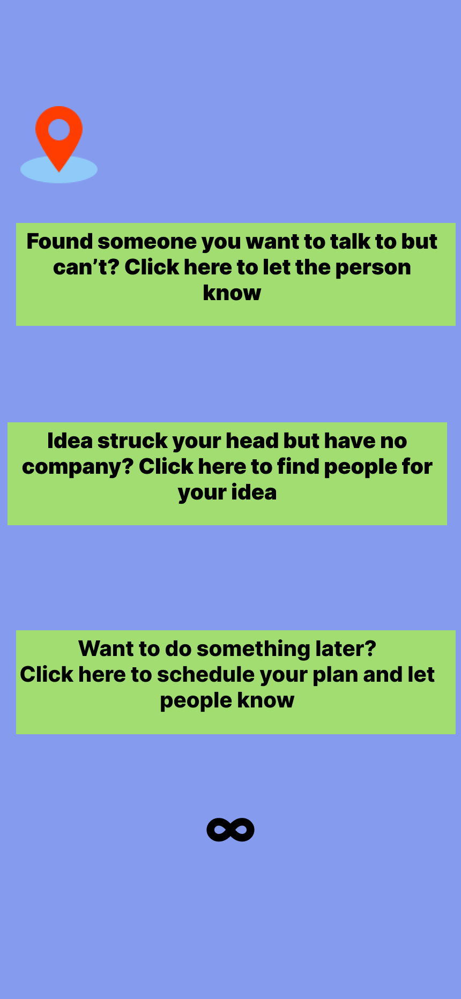 Found someone you want to talk to but
can’t? Click here to let the person
know
Idea struck your head but have no
company? Click here to find people for
your idea
Want to do something later?
Click here to schedule your plan and let
people know
∞